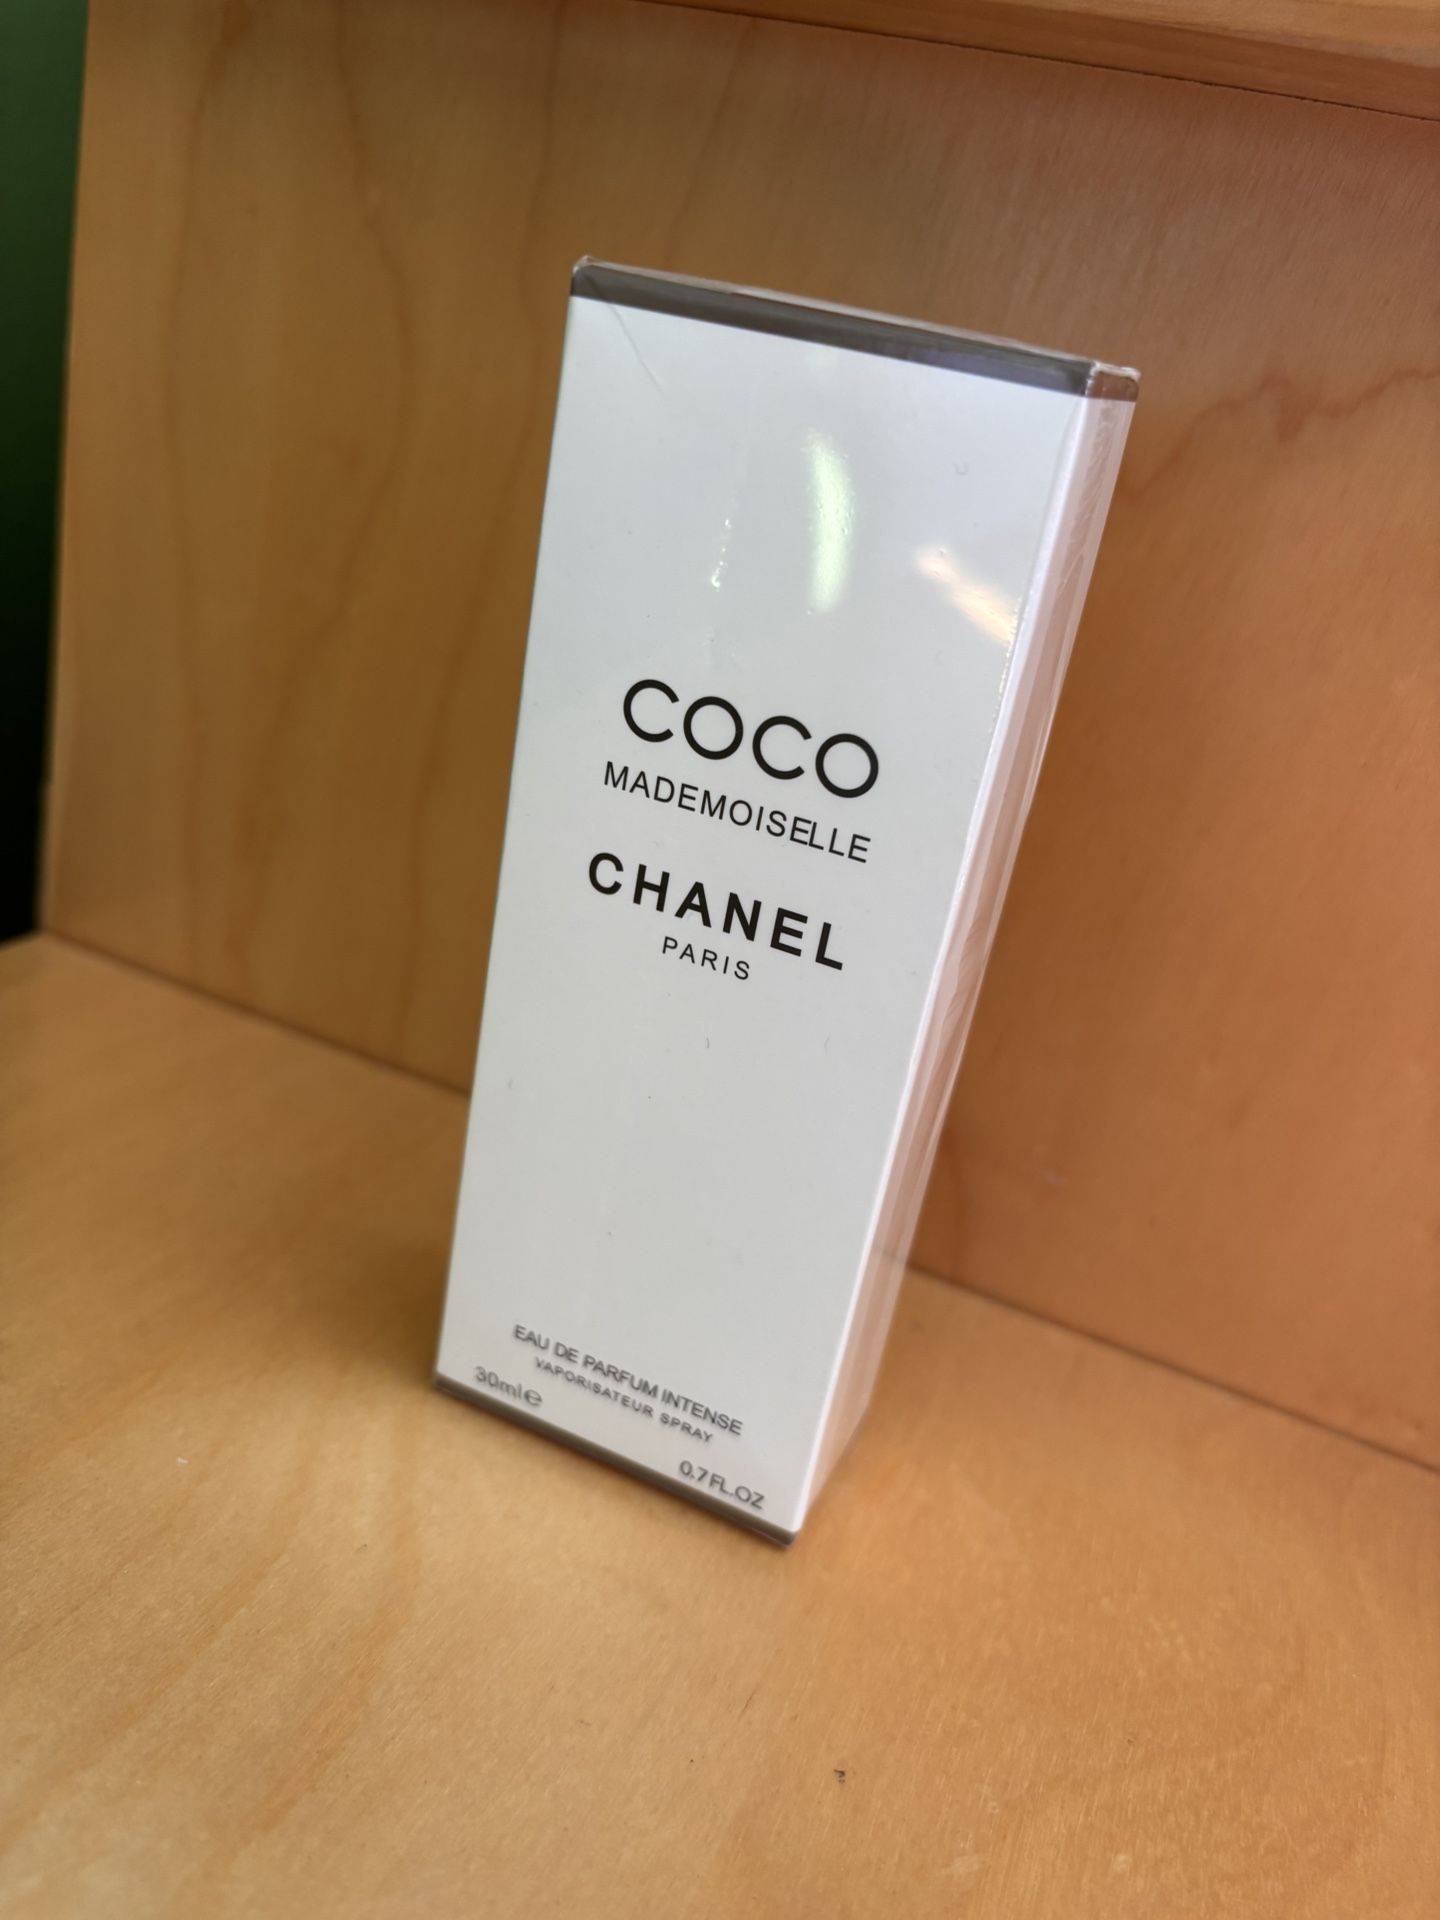 COCO
MADEMOISELLE
CHANEL
PARIS
EAU DE PARFUM INTENSE
VAPORISATEUR SPRAY
30ml℮
0.7FL.OZ